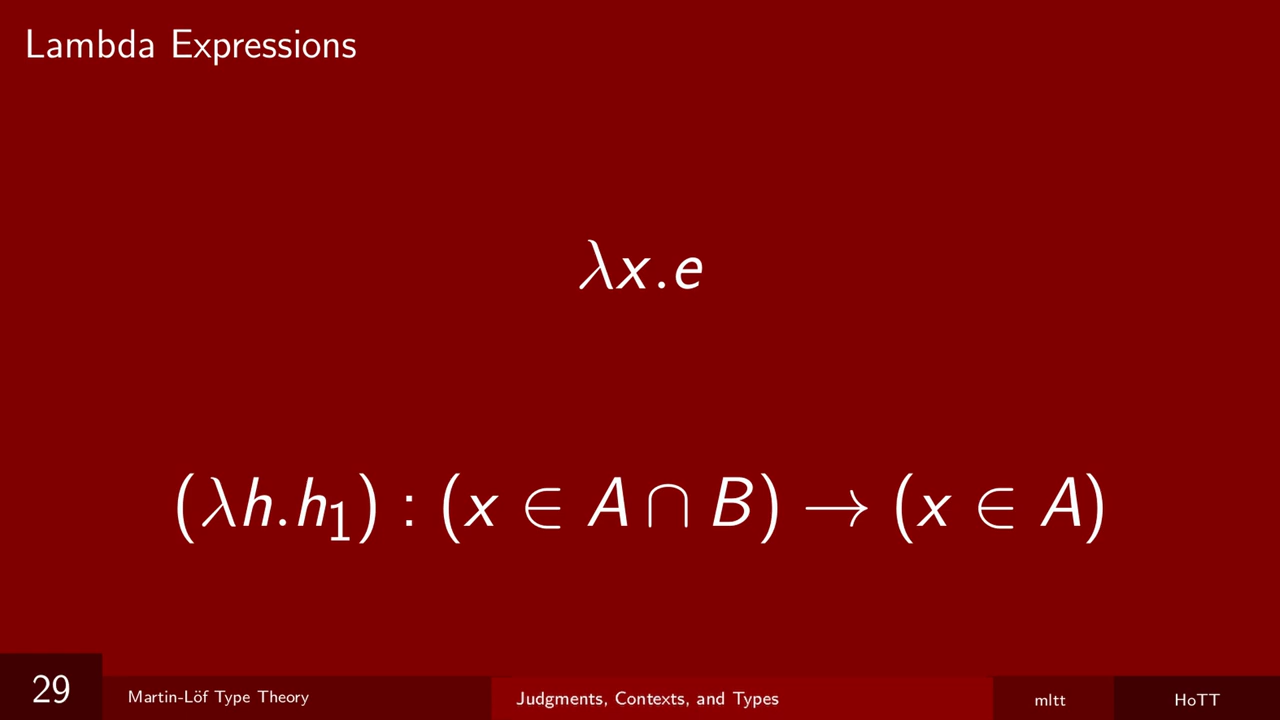 Lambda Expressions
λx.e
(λh.h₁) : (x ∈ A ∩ B) → (x ∈ A)
29 Martin-Löf Type Theory Judgments, Contexts, and Types mltt HoTT